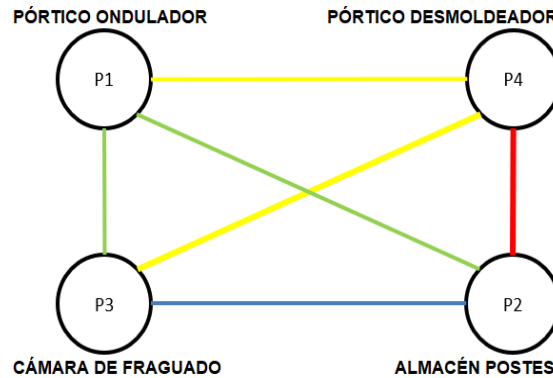 PÓRTICO ONDULADOR
PÓRTICO DESMOLDEADOR
P1
P4
P3
P2
CÁMARA DE FRAGUADO
ALMACÉN POSTES